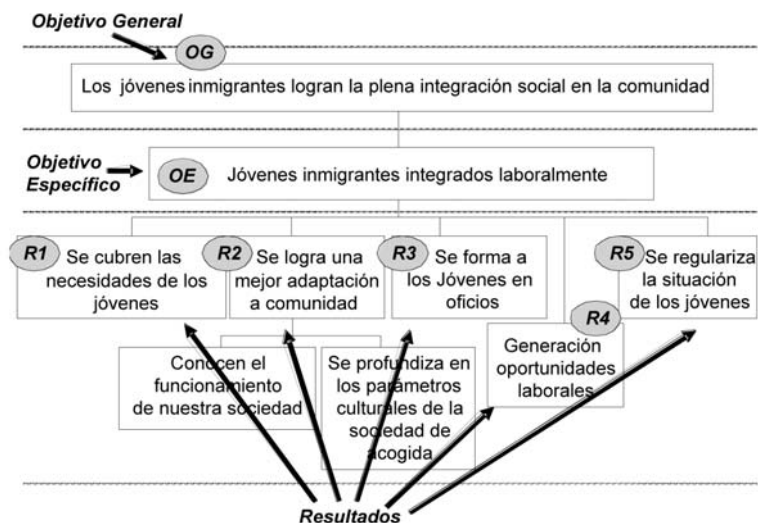 Objetivo General
OG
Los jóvenes inmigrantes logran la plena integración social en la comunidad
Objetivo
Específico
OE
Jóvenes inmigrantes integrados laboralmente
R1
Se cubren las
necesidades de los
jóvenes
R2
Se logra una
mejor adaptación
a comunidad
R3
Se forma a
los Jóvenes en
oficios
R5
Se regulariza
la situación
de los jóvenes
R4
Generación
oportunidades
laborales
Conocen el
funcionamiento
de nuestra sociedad
Se profundiza en
los parámetros
culturales de la
sociedad de
acogida
Resultados